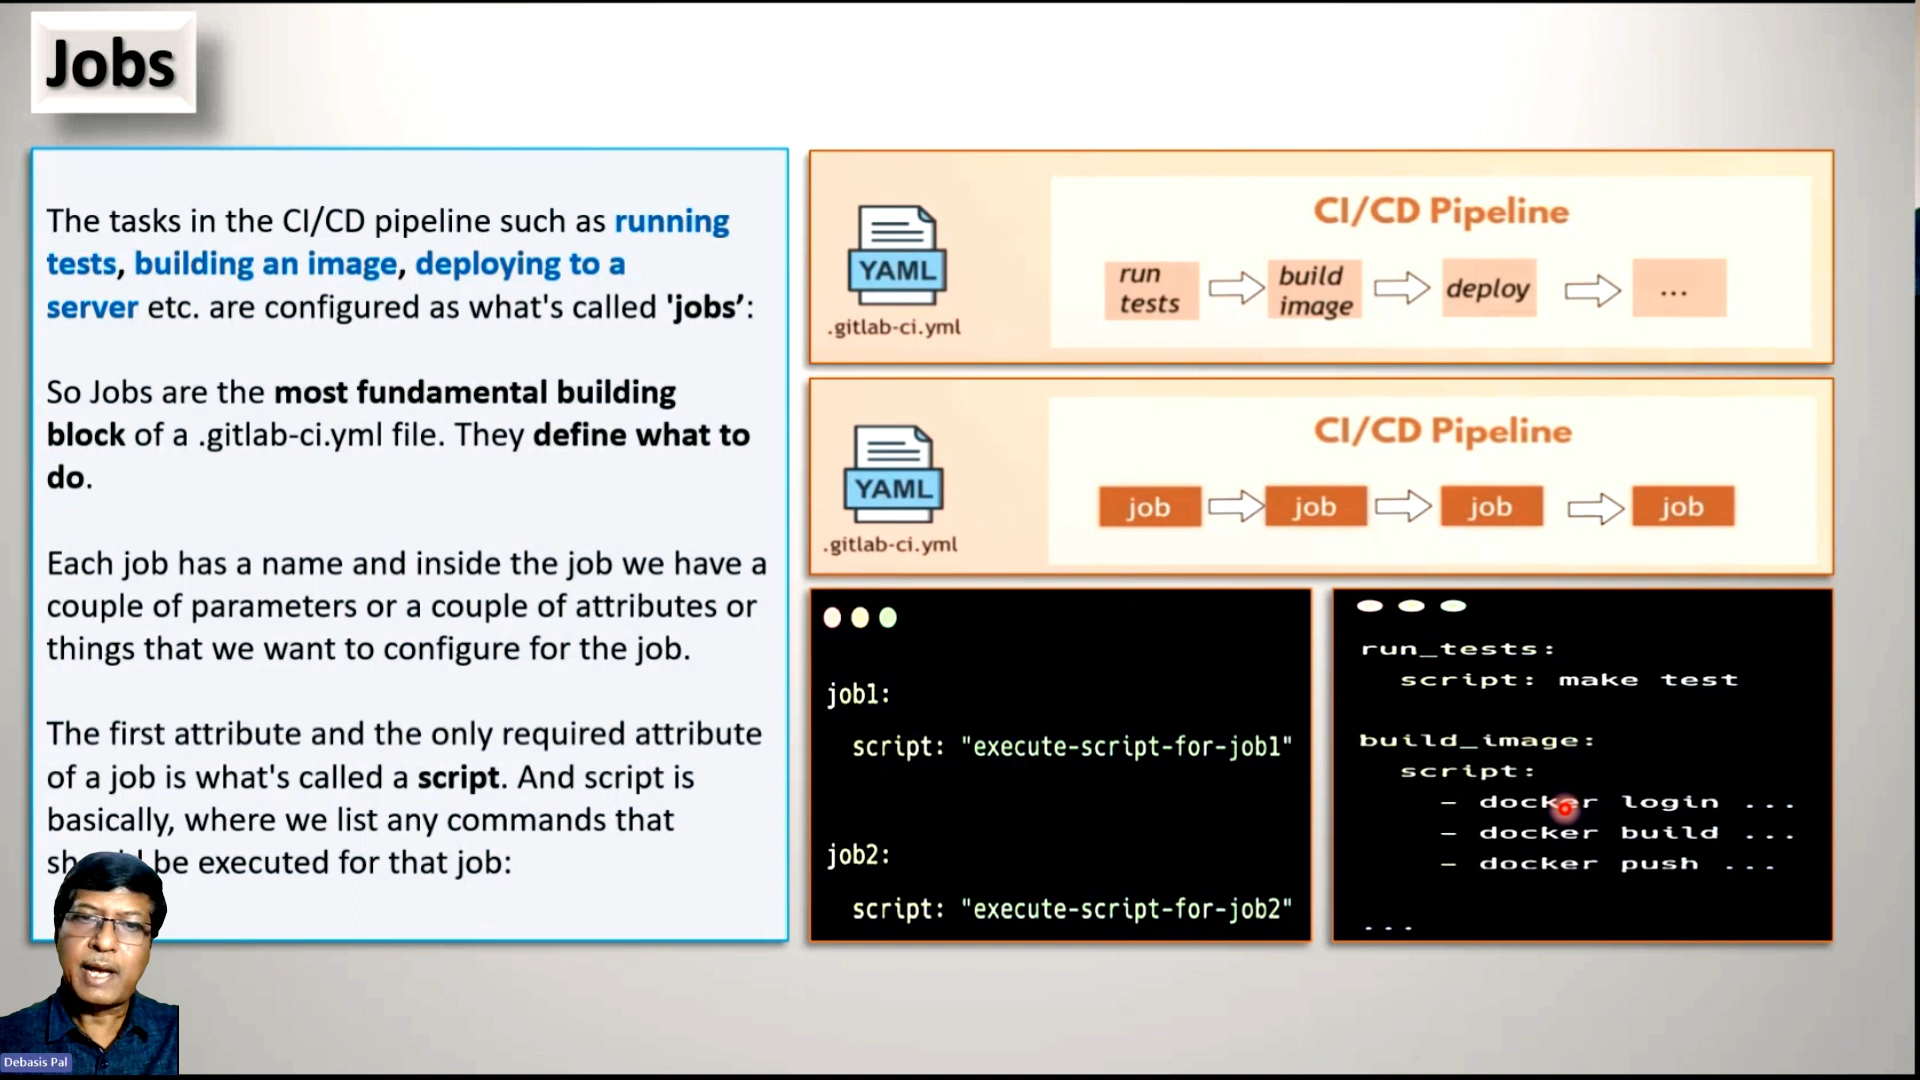 Jobs
The tasks in the CI/CD pipeline such as running
tests, building an image, deploying to a
server etc. are configured as what's called 'jobs’:
So Jobs are the most fundamental building
block of a .gitlab-ci.yml file. They define what to
do.
Each job has a name and inside the job we have a
couple of parameters or a couple of attributes or
things that we want to configure for the job.
The first attribute and the only required attribute
of a job is what's called a script. And script is
basically, where we list any commands that
be executed for that job:
Debasis Pal
YAML
.gitlab-ci.yml
CI/CD Pipeline
run
tests
build
image
deploy
...
YAML
.gitlab-ci.yml
CI/CD Pipeline
job
job
job
job
job1:
script: "execute-script-for-job1"
job2:
script: "execute-script-for-job2"
run_tests:
script: make test
build_image:
script:
- docker login ...
- docker build ...
- docker push ...
...